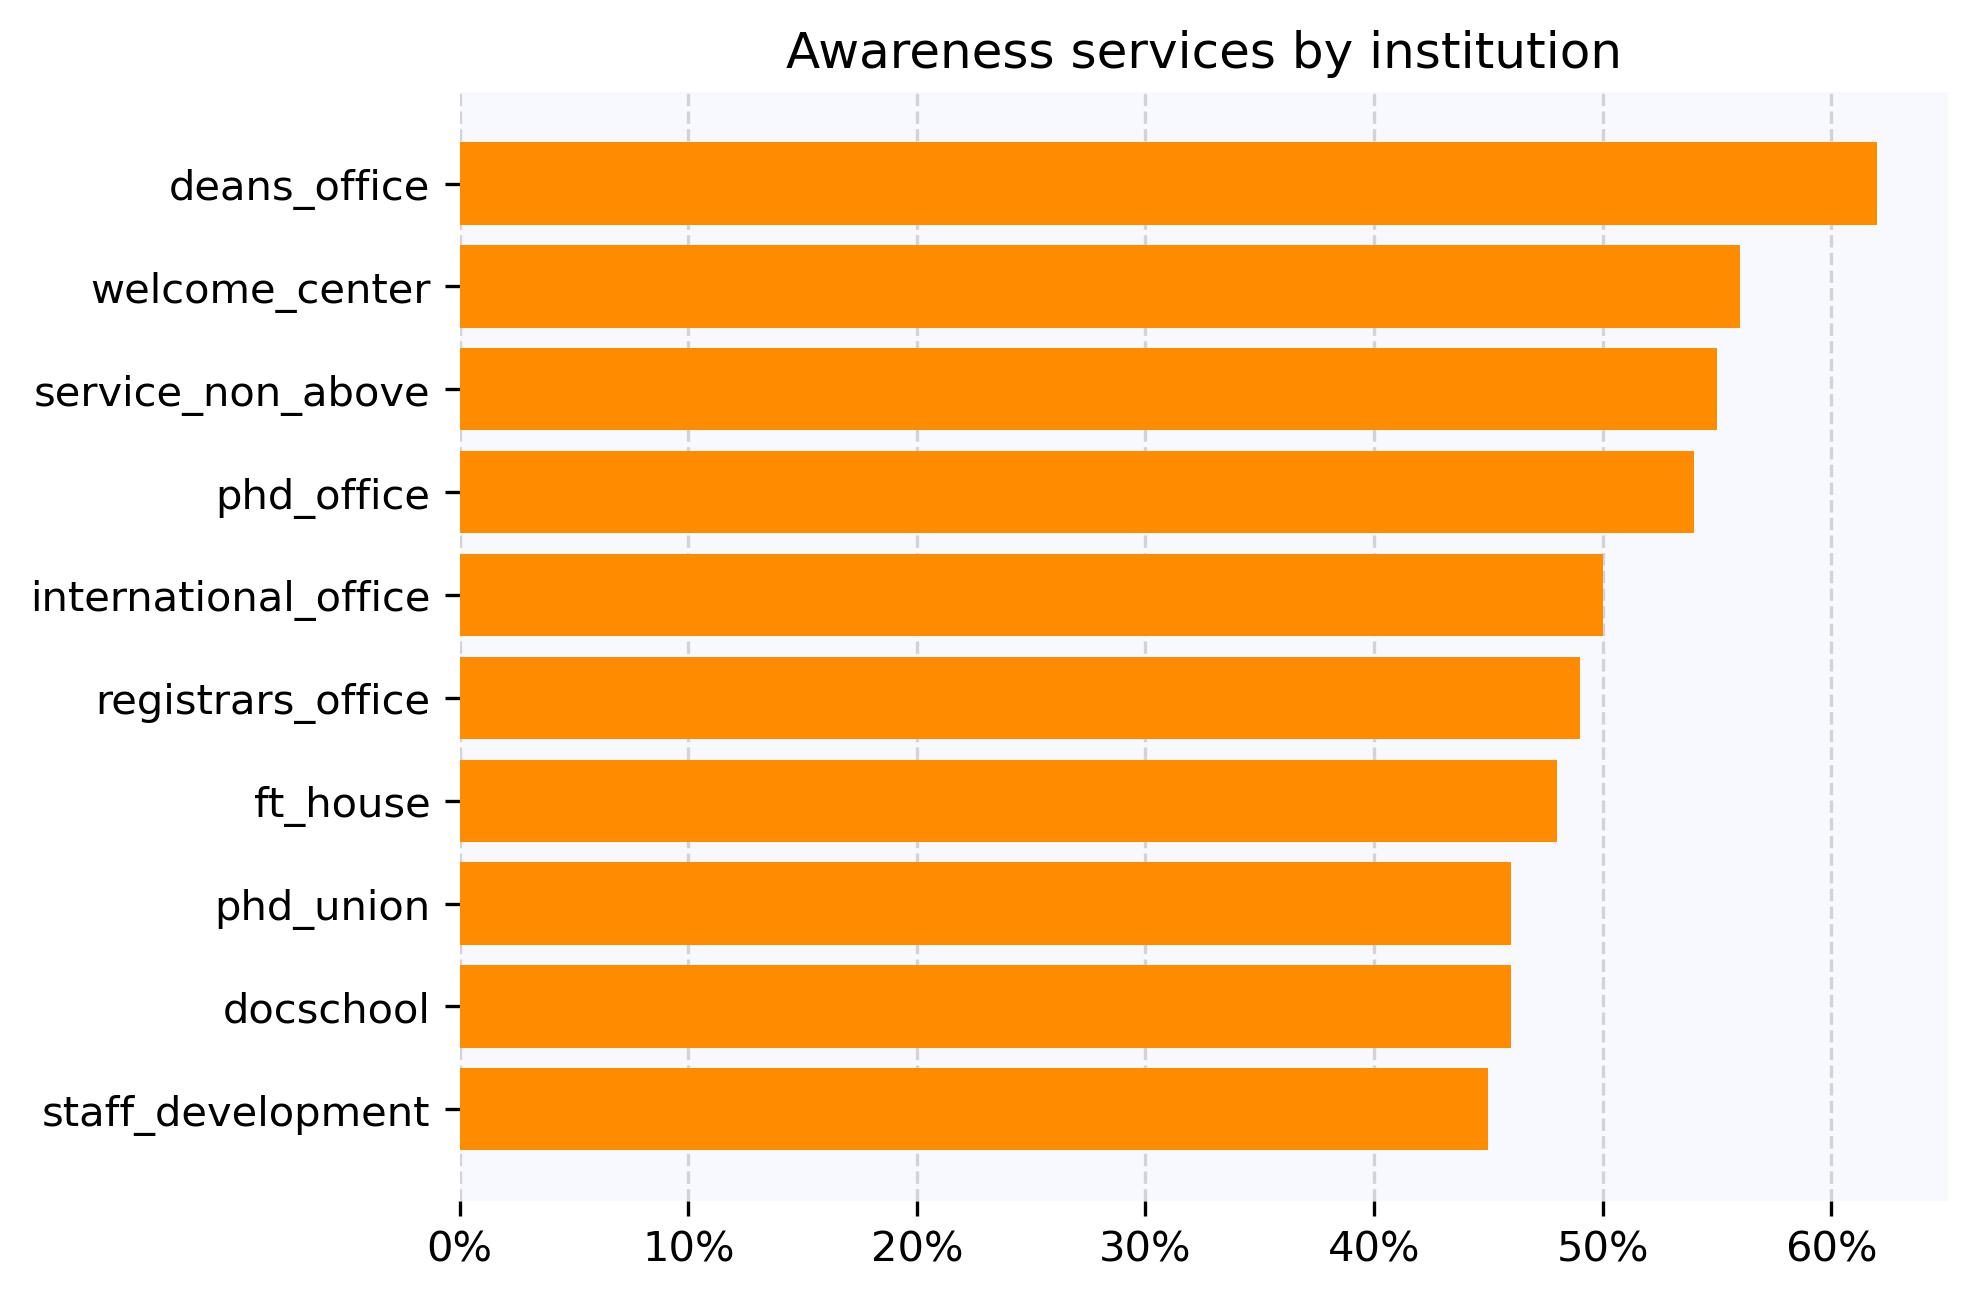 Awareness services by institution
deans_office
welcome_center
service_non_above
phd_office
international_office
registrars_office
ft_house
phd_union
docschool
staff_development
0% 10% 20% 30% 40% 50% 60%